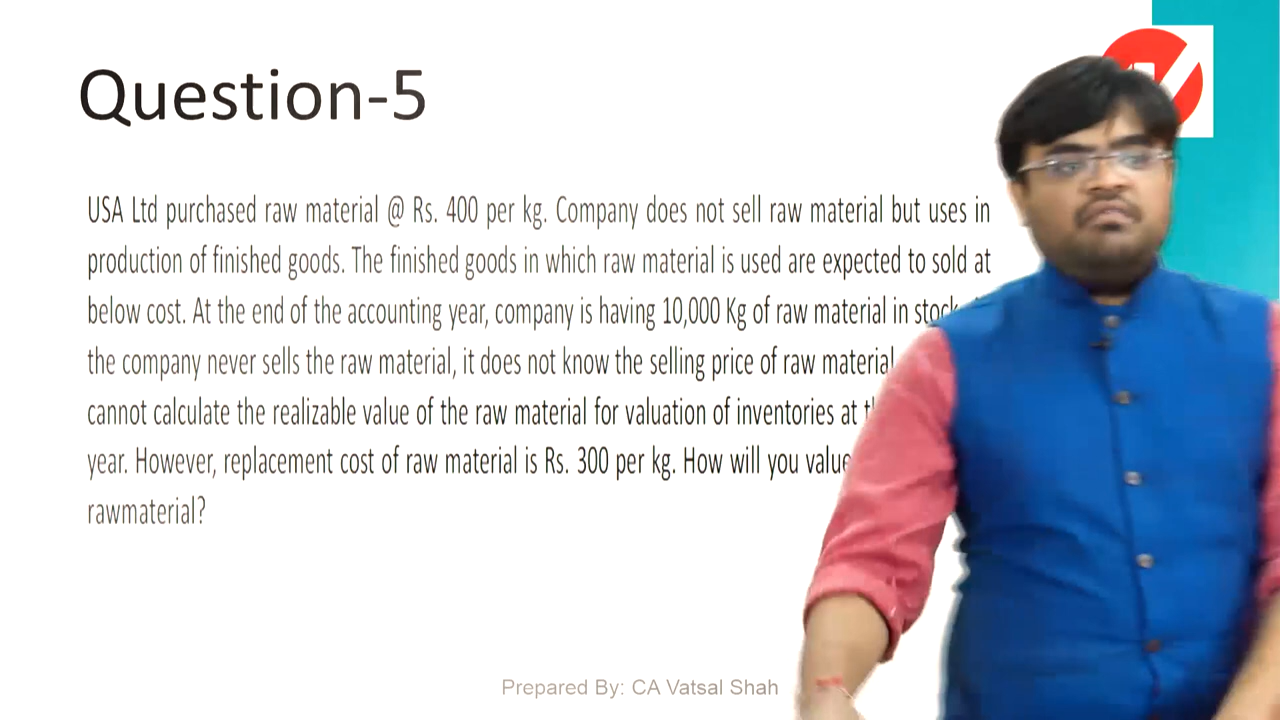 Question-5
USA Ltd purchased raw material @ Rs. 400 per kg. Company does not sell raw material but uses in
production of finished goods. The finished goods in which raw material is used are expected to sold at
below cost. At the end of the accounting year, company is having 10,000 Kg of raw material in stock
the company never sells the raw material, it does not know the selling price of raw material
cannot calculate the realizable value of the raw material for valuation of inventories at
year. However, replacement cost of raw material is Rs. 300 per kg. How will you value
rawmaterial?
Prepared By: CA Vatsal Shah